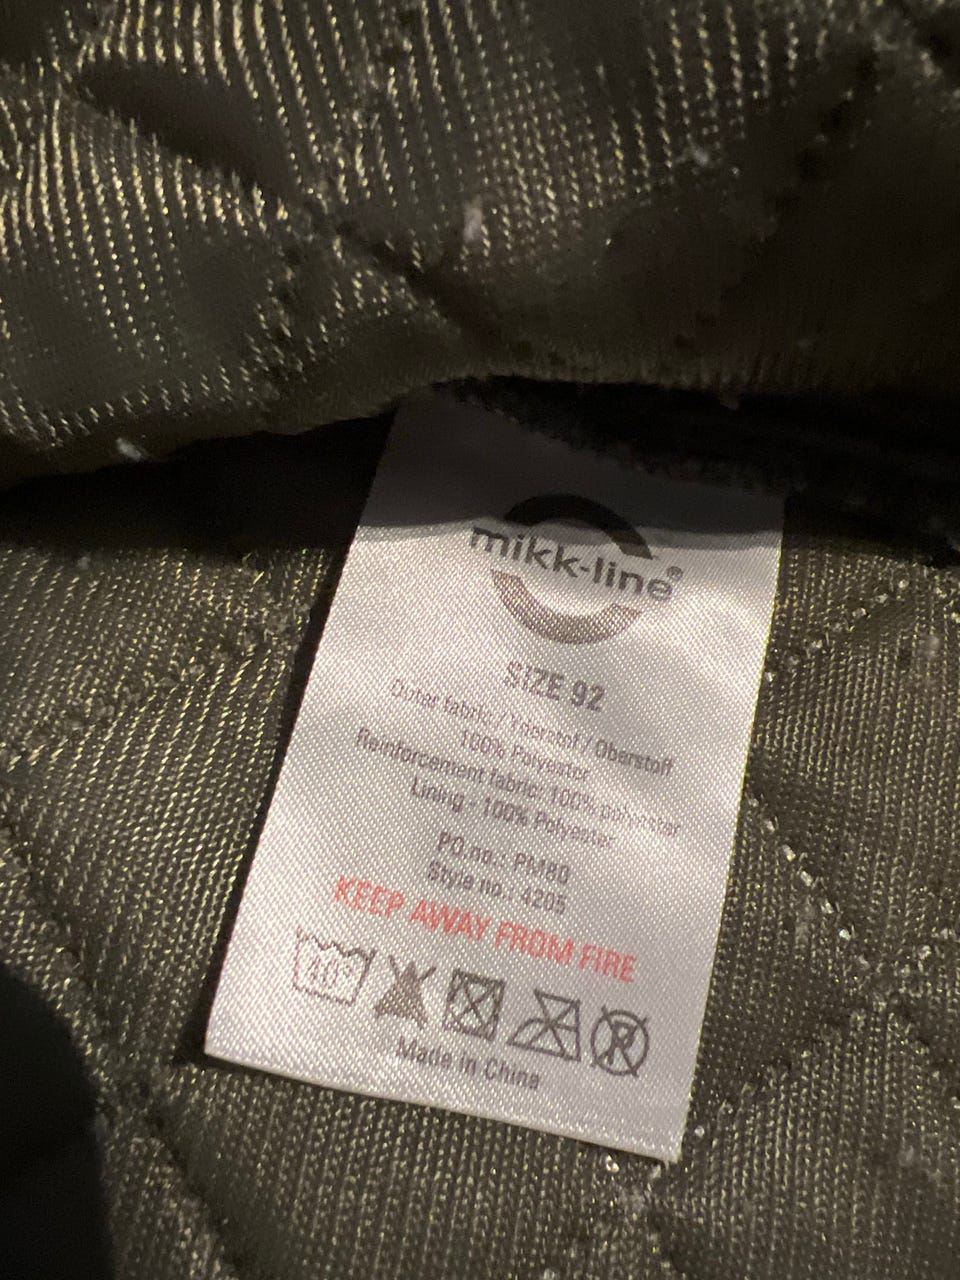 mikk-line®
SIZE 92
Outer fabric / Yderstof / Oberstoff
100% Polyester
Reinforcement fabric: 100% polyester
Lining - 100% Polyester
PO.no.: PM80
Style no.: 4205
KEEP AWAY FROM FIRE
40°
R
Made in China